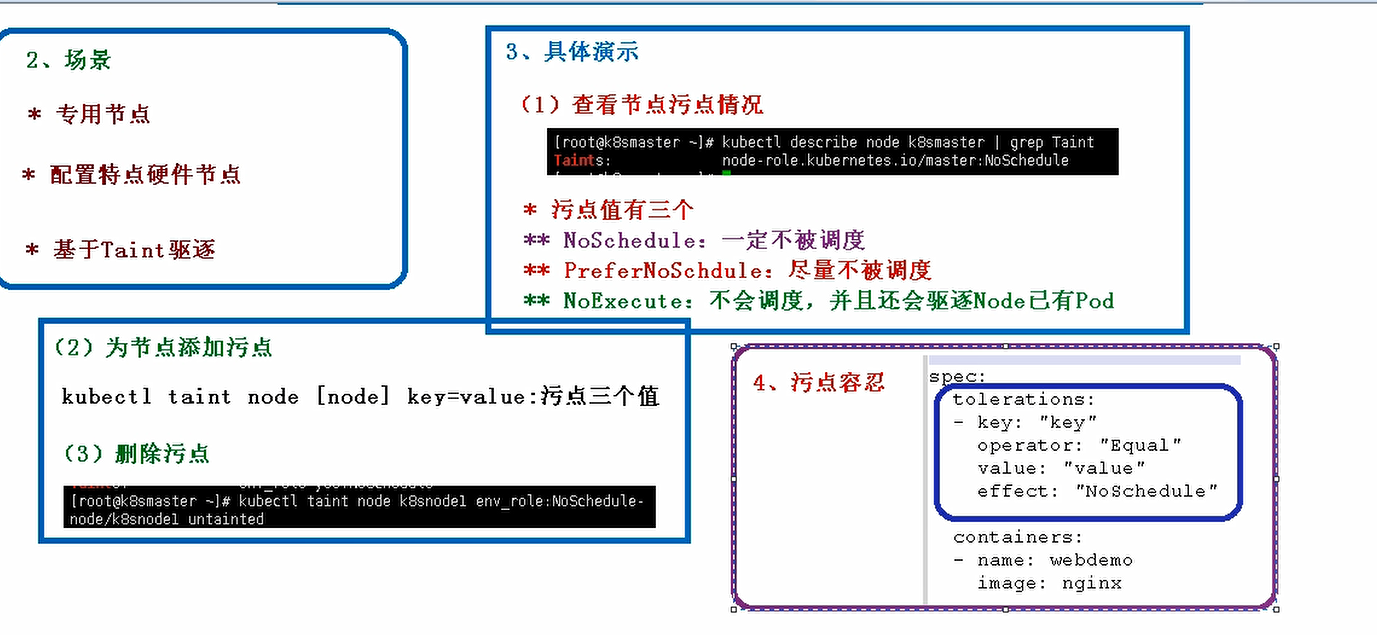 2、场景
* 专用节点
* 配置特点硬件节点
* 基于Taint驱逐
3、具体演示
（1）查看节点污点情况
[root@k8smaster ~]# kubectl describe node k8smaster | grep Taint
Taints: node-role.kubernetes.io/master:NoSchedule
* 污点值有三个
** NoSchedule：一定不被调度
** PreferNoSchdule：尽量不被调度
** NoExecute：不会调度，并且还会驱逐Node已有Pod
（2）为节点添加污点
kubectl taint node [node] key=value:污点三个值
（3）删除污点
[root@k8smaster ~]# kubectl taint node k8snode1 env_role:NoSchedule-
node/k8snode1 untainted
4、污点容忍
spec:
tolerations:
- key: "key"
operator: "Equal"
value: "value"
effect: "NoSchedule"
containers:
- name: webdemo
image: nginx